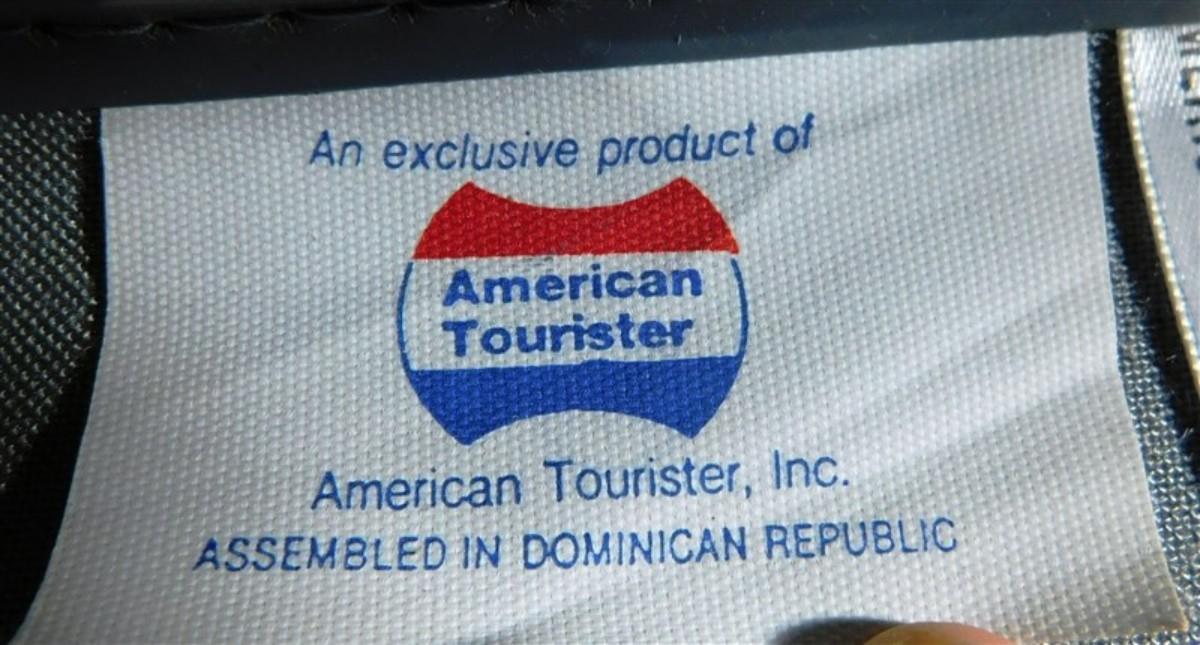 An exclusive product of
American
Tourister
American Tourister, Inc.
ASSEMBLED IN DOMINICAN REPUBLIC